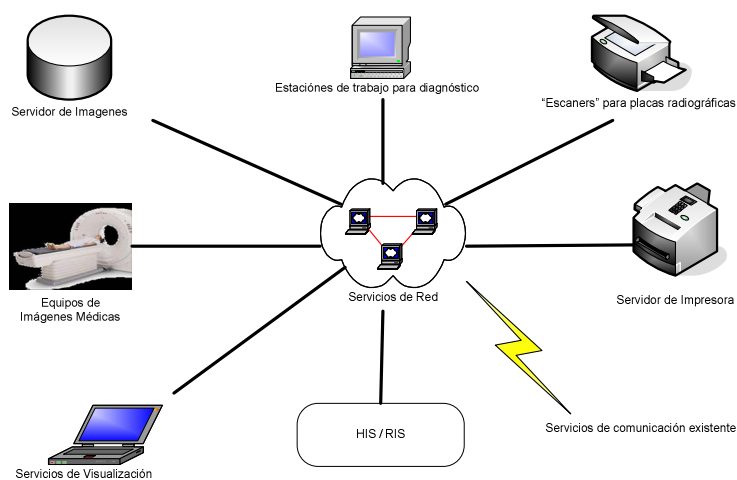 Servidor de Imagenes
Estaciónes de trabajo para diagnóstico
“Escaners” para placas radiográficas
Equipos de
Imágenes Médicas
Servicios de Red
Servidor de Impresora
HIS / RIS
Servicios de comunicación existente
Servicios de Visualización